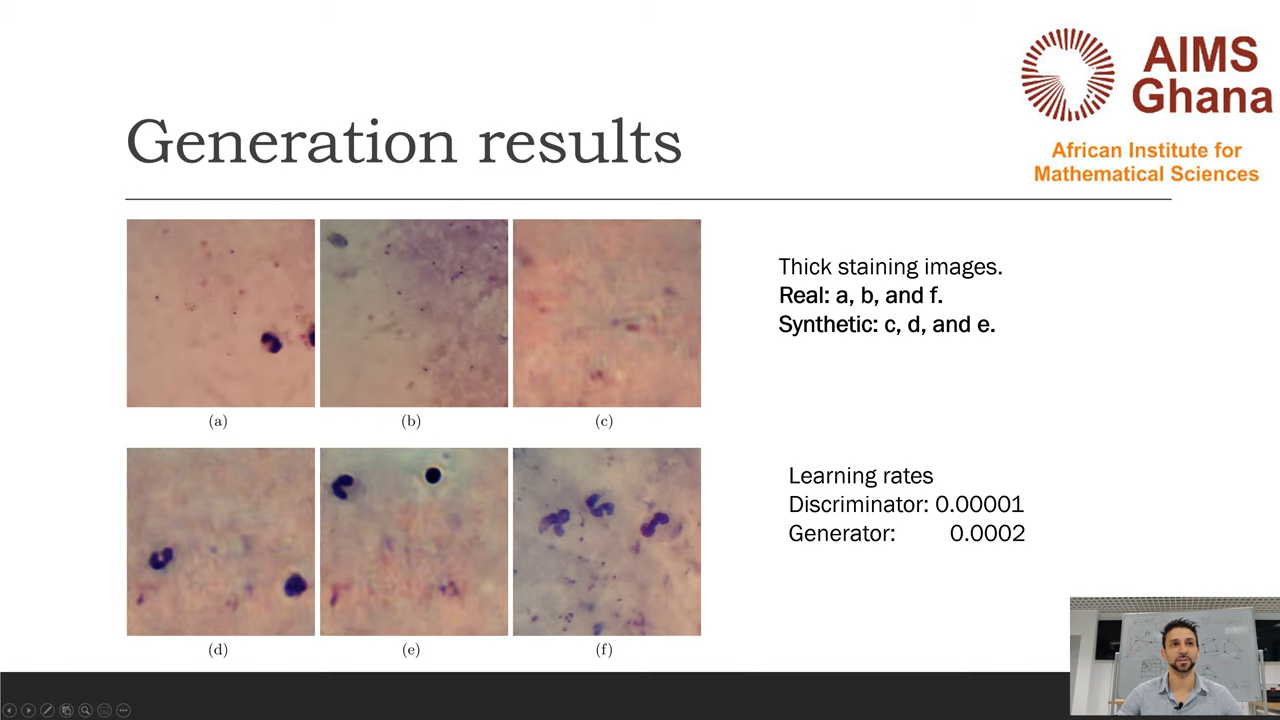 AIMS
Ghana
African Institute for
Mathematical Sciences
Generation results
(a)
(b)
(c)
Thick staining images.
Real: a, b, and f.
Synthetic: c, d, and e.
(d)
(e)
(f)
Learning rates
Discriminator: 0.00001
Generator: 0.0002